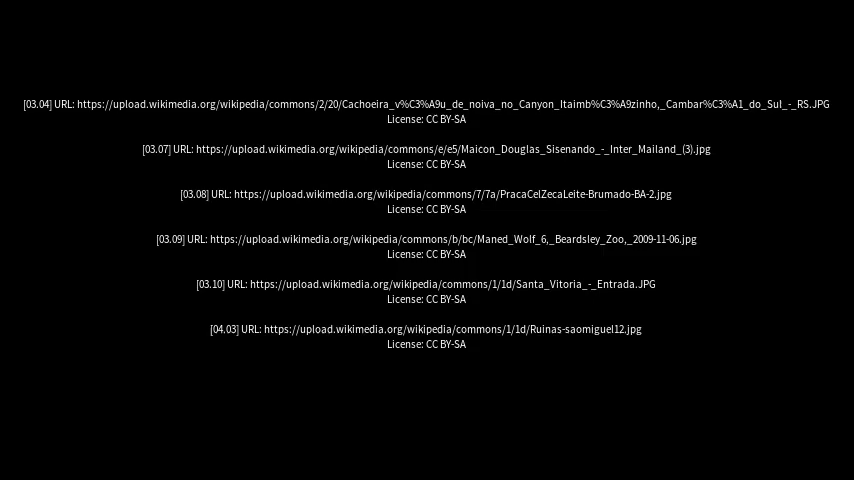 [03.04] URL: https://upload.wikimedia.org/wikipedia/commons/2/20/Cachoeira_v%C3%A9u_de_noiva_no_Canyon_Itaimb%C3%A9zinho,_Cambar%C3%A1_do_Sul_-_RS.JPG
License: CC BY-SA
[03.07] URL: https://upload.wikimedia.org/wikipedia/commons/e/e5/Maicon_Douglas_Sisenando_-_Inter_Mailand_(3).jpg
License: CC BY-SA
[03.08] URL: https://upload.wikimedia.org/wikipedia/commons/7/7a/PracaCelZecaLeite-Brumado-BA-2.jpg
License: CC BY-SA
[03.09] URL: https://upload.wikimedia.org/wikipedia/commons/b/bc/Maned_Wolf_6,_Beardsley_Zoo,_2009-11-06.jpg
License: CC BY-SA
[03.10] URL: https://upload.wikimedia.org/wikipedia/commons/1/1d/Santa_Vitoria_-_Entrada.JPG
License: CC BY-SA
[04.03] URL: https://upload.wikimedia.org/wikipedia/commons/1/1d/Ruinas-saomiguel12.jpg
License: CC BY-SA